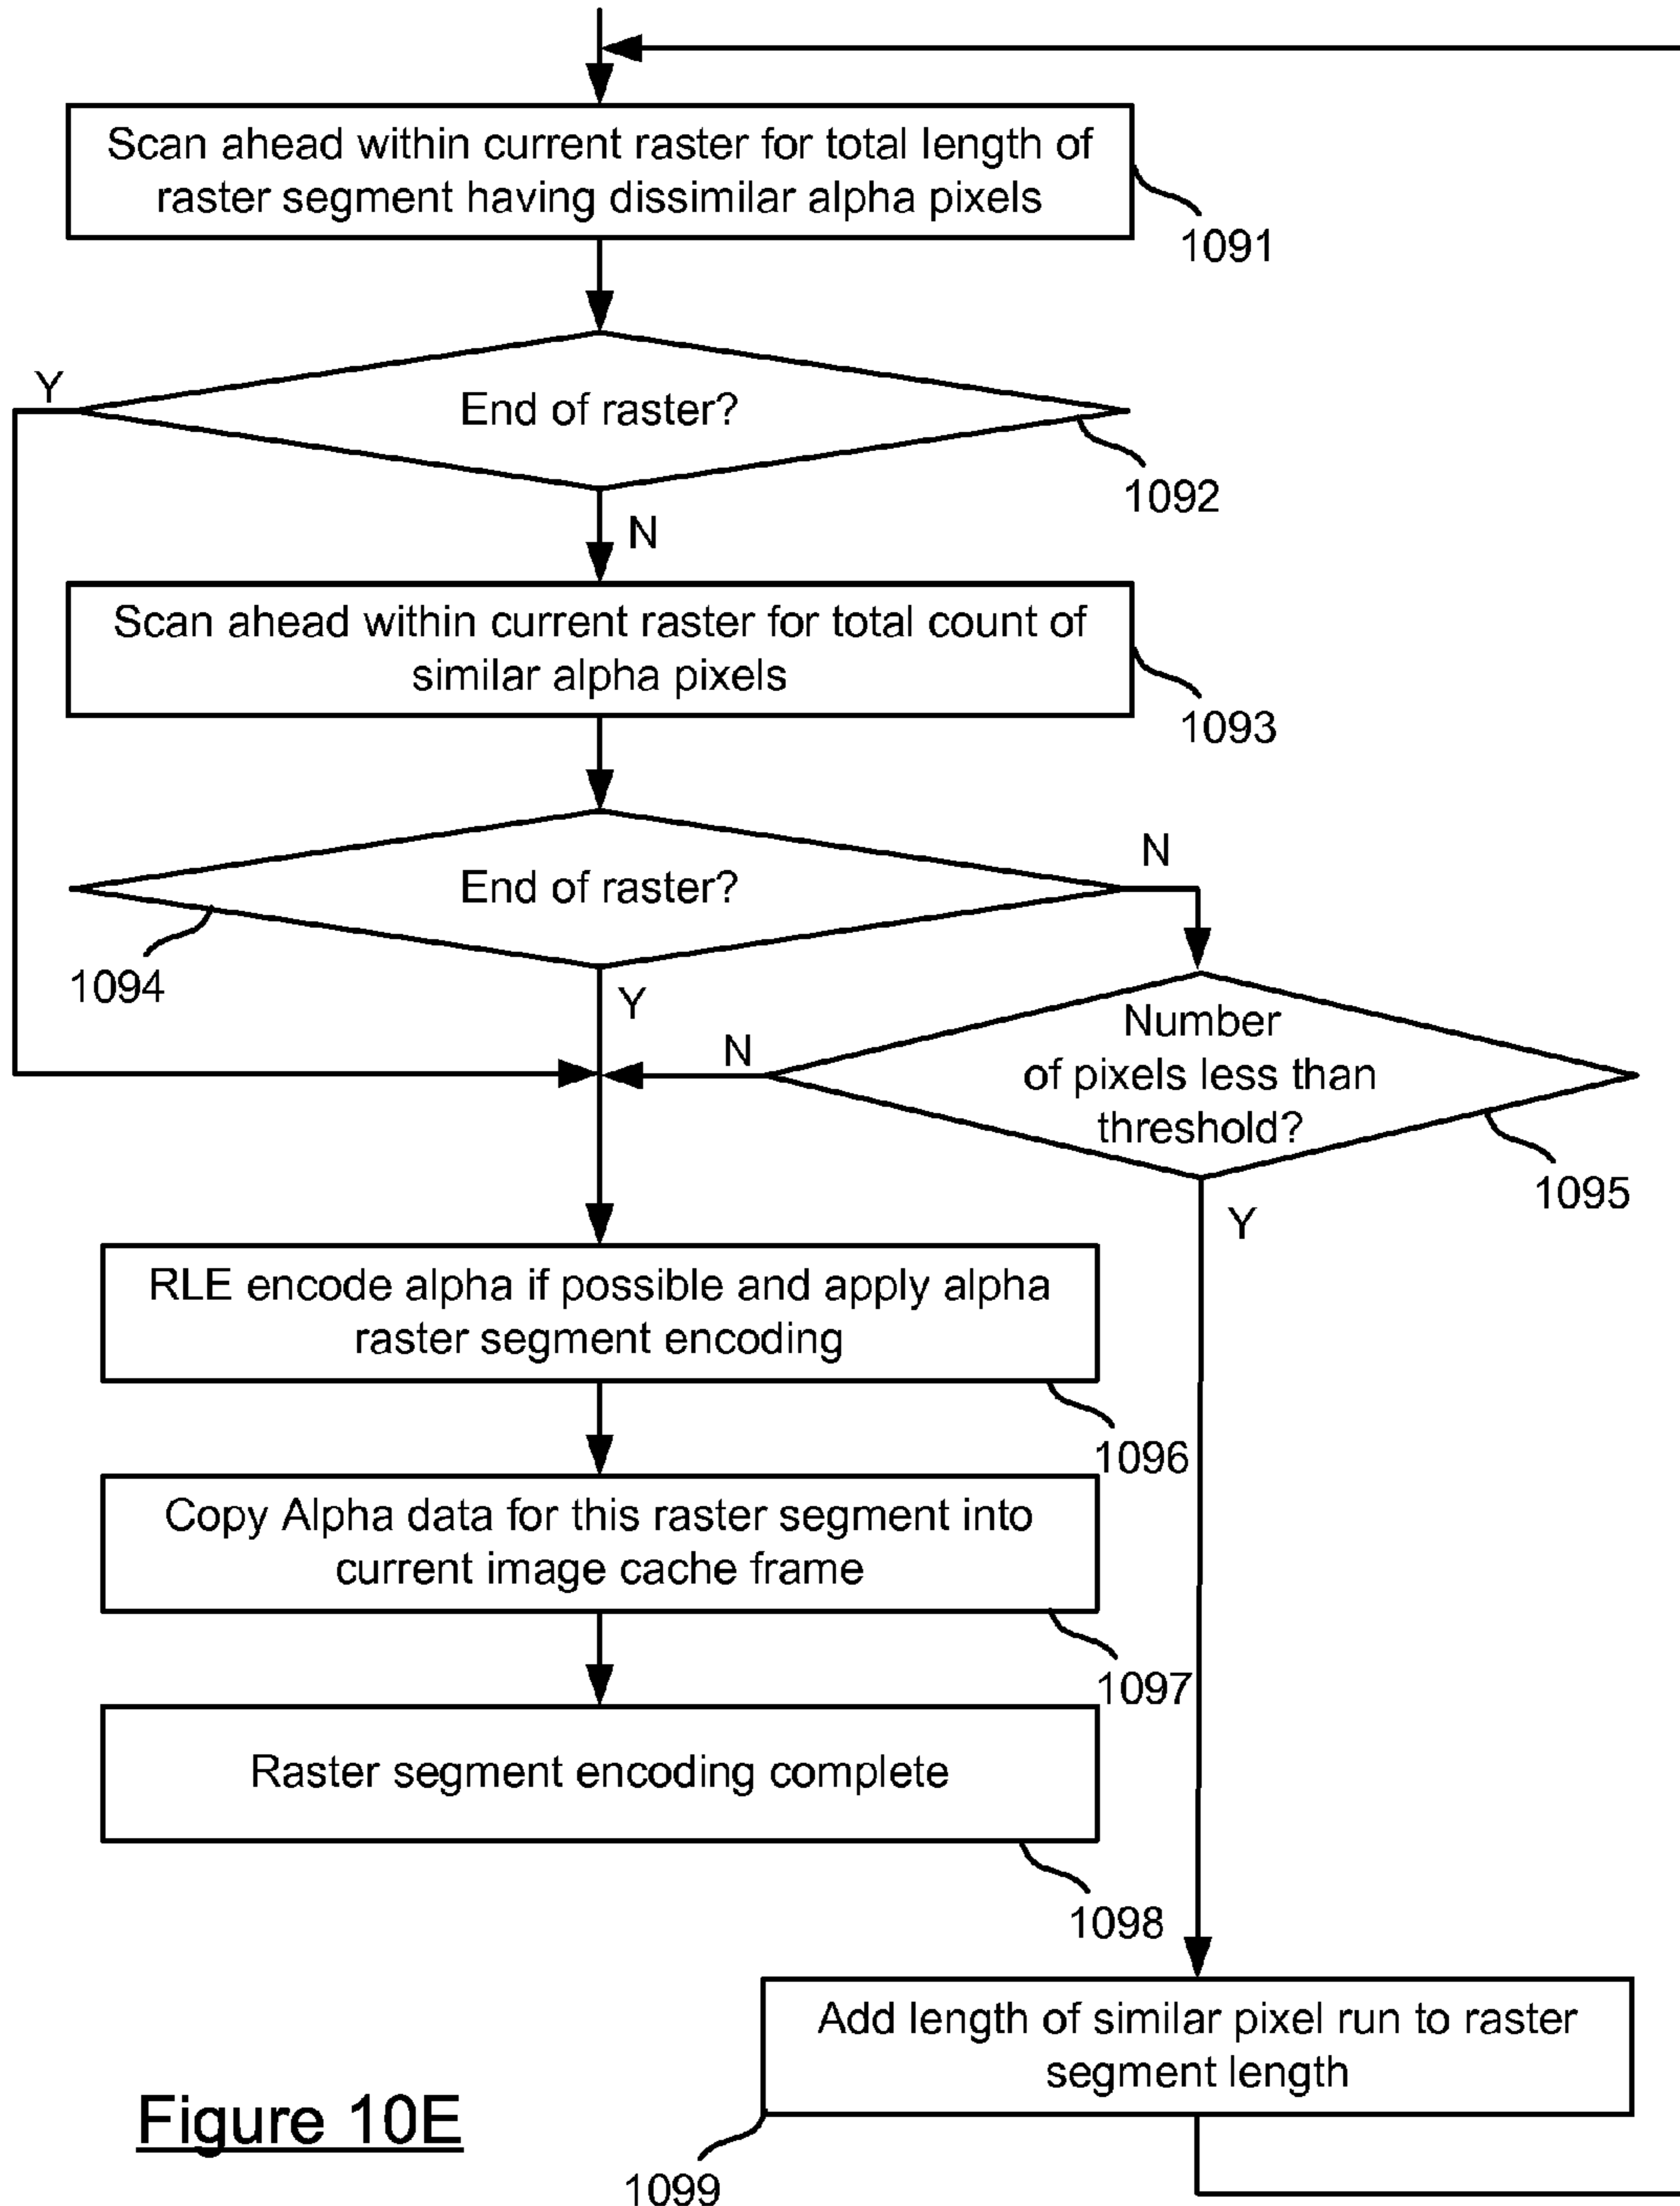 Scan ahead within current raster for total length of
raster segment having dissimilar alpha pixels
1091
Y
End of raster?
1092
N
Scan ahead within current raster for total count of
similar alpha pixels
1093
N
End of raster?
1094
Y
N
Number
of pixels less than
threshold?
1095
Y
RLE encode alpha if possible and apply alpha
raster segment encoding
1096
Copy Alpha data for this raster segment into
current image cache frame
1097
Raster segment encoding complete
1098
Add length of similar pixel run to raster
segment length
1099
Figure 10E